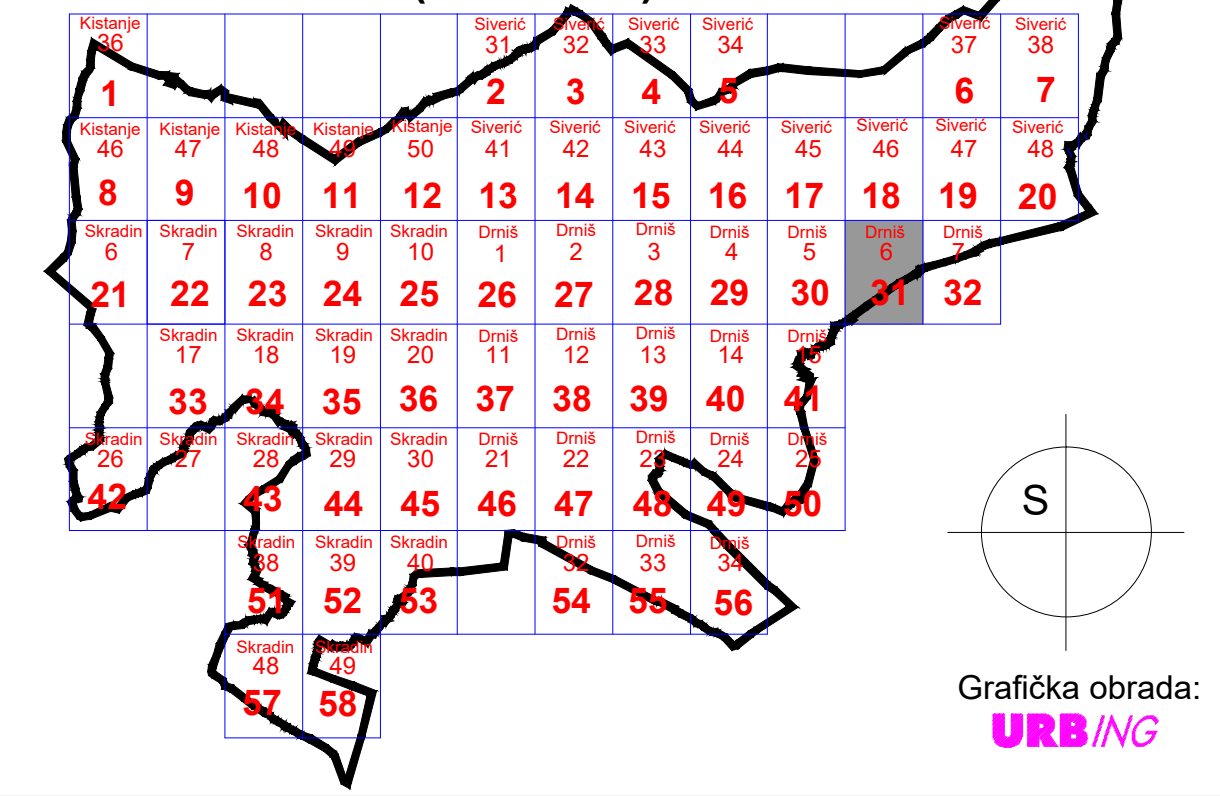 Kistanje Siverić Siverić Siverić Siverić Siverić Siverić
36 31 32 33 34 37 38
1 2 3 4 5 6 7
Kistanje Kistanje Kistanje Kistanje Kistanje Siverić Siverić Siverić Siverić Siverić Siverić Siverić Siverić
46 47 48 49 50 41 42 43 44 45 46 47 48
8 9 10 11 12 13 14 15 16 17 18 19 20
Skradin Skradin Skradin Skradin Skradin Drniš Drniš Drniš Drniš Drniš Drniš Drniš
6 7 8 9 10 1 2 3 4 5 6 7
21 22 23 24 25 26 27 28 29 30 31 32
Skradin Skradin Skradin Skradin Drniš Drniš Drniš Drniš Drniš
17 18 19 20 11 12 13 14 15
33 34 35 36 37 38 39 40 41
Skradin Skradin Skradin Skradin Skradin Drniš Drniš Drniš Drniš Drniš
26 27 28 29 30 21 22 23 24 25
42 43 44 45 46 47 48 49 50
Skradin Skradin Skradin Drniš Drniš Drniš
38 39 40 32 33 34
51 52 53 54 55 56
Skradin Skradin
48 49
57 58
S
Grafička obrada:
URBING